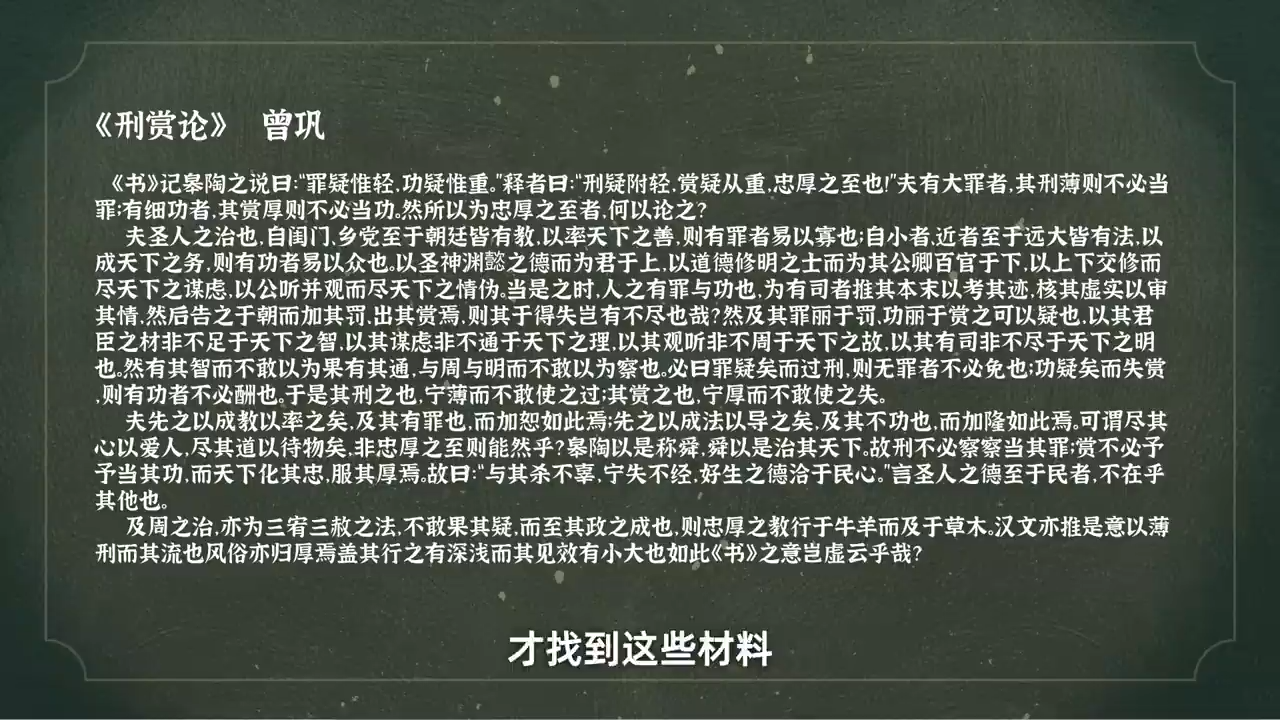 《刑赏论》 曾巩
《书》记皋陶之说曰:“罪疑惟轻,功疑惟重。”释者曰:“刑疑附轻,赏疑从重,忠厚之至也!”夫有大罪者,其刑薄则不必当
罪;有细功者,其赏厚则不必当功。然所以为忠厚之至者,何以论之?
夫圣人之治也,自闺门,乡党至于朝廷皆有教,以率天下之善,则有罪者易以寡也;自小者、近者至于远大皆有法,以
成天下之务,则有功者易以众也。以圣神渊懿之德而为君于上,以道德修明之士而为其公卿百官于下,以上下交修而
尽天下之谋虑,以公听并观而尽天下之情伪。当是之时,人之有罪与功也,为有司者推其本末以考其迹,核其虚实以审
其情,然后告之于朝而加其罚,出其赏焉,则其于得失岂有不尽也哉?然及其罪丽于罚,功丽于赏之可以疑也,以其君
臣之材非不足于天下之智,以其谋虑非不通于天下之理,以其观听非不周于天下之故,以其有司非不尽于天下之明
也。然有其智而不敢以为果有其通,与周与明而不敢以为察也。必曰罪疑矣而过刑,则无罪者不必免也;功疑矣而失赏
,则有功者不必酬也。于是其刑之也,宁薄而不敢使之过;其赏之也,宁厚而不敢使之失。
夫先之以成教以率之矣,及其有罪也,而加恕如此焉;先之以成法以导之矣,及其不功也,而加隆如此焉。可谓尽其
心以爱人,尽其道以待物矣,非忠厚之至则能然乎?皋陶以是称舜,舜以是治其天下。故刑不必察察当其罪;赏不必予
予当其功,而天下化其忠,服其厚焉。故曰:“与其杀不辜,宁失不经,好生之德洽于民心。”言圣人之德至于民者,不在乎
其他也。
及周之治,亦为三宥三赦之法,不敢果其疑,而至其政之成也,则忠厚之教行于牛羊而及于草木。汉文亦推是意以薄
刑而其流也风俗亦归厚焉盖其行之有深浅而其见效有小大也如此《书》之意岂虚云乎哉?
才找到这些材料